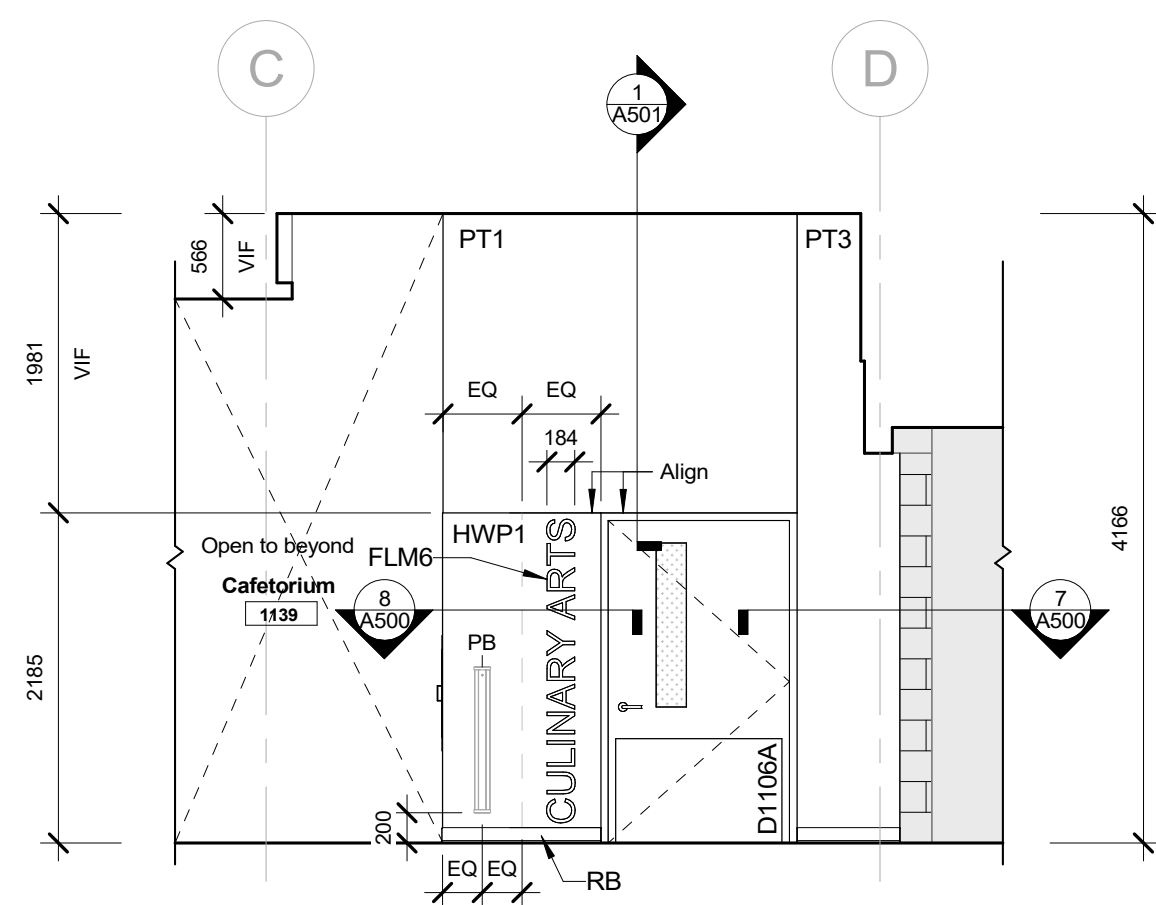 C
D
1
A501
566
VIF
PT1
PT3
1981
VIF
EQ
EQ
184
Align
4166
HWP1
Open to beyond
FLM6
Cafetorium
1139
8
A500
7
A500
PB
CULINARY ARTS
2185
D1106A
200
EQ
EQ
RB